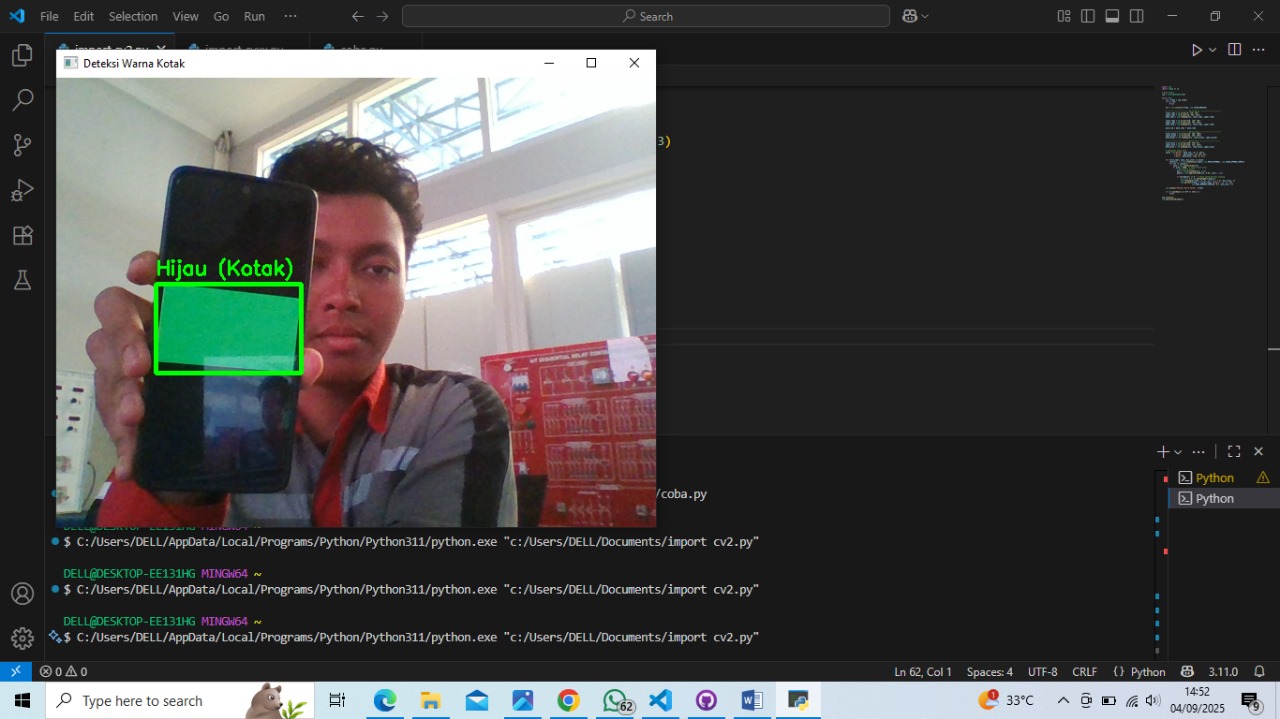 File Edit Selection View Go Run ··· Search
Deteksi Warna Kotak
3)
Hijau (Kotak)
/coba.py
Python
Python
DELL@DESKTOP-EE131HG MINGW64 ~
$ C:/Users/DELL/AppData/Local/Programs/Python/Python311/python.exe "c:/Users/DELL/Documents/import cv2.py"
DELL@DESKTOP-EE131HG MINGW64 ~
$ C:/Users/DELL/AppData/Local/Programs/Python/Python311/python.exe "c:/Users/DELL/Documents/import cv2.py"
DELL@DESKTOP-EE131HG MINGW64 ~
$ C:/Users/DELL/AppData/Local/Programs/Python/Python311/python.exe "c:/Users/DELL/Documents/import cv2.py"
0 0 Ln 62, Col 1 Spaces: 4 UTF-8 CRLF {} Python 3.11.0
Type here to search 62 1 33°C 14:52
04/09/2025 9